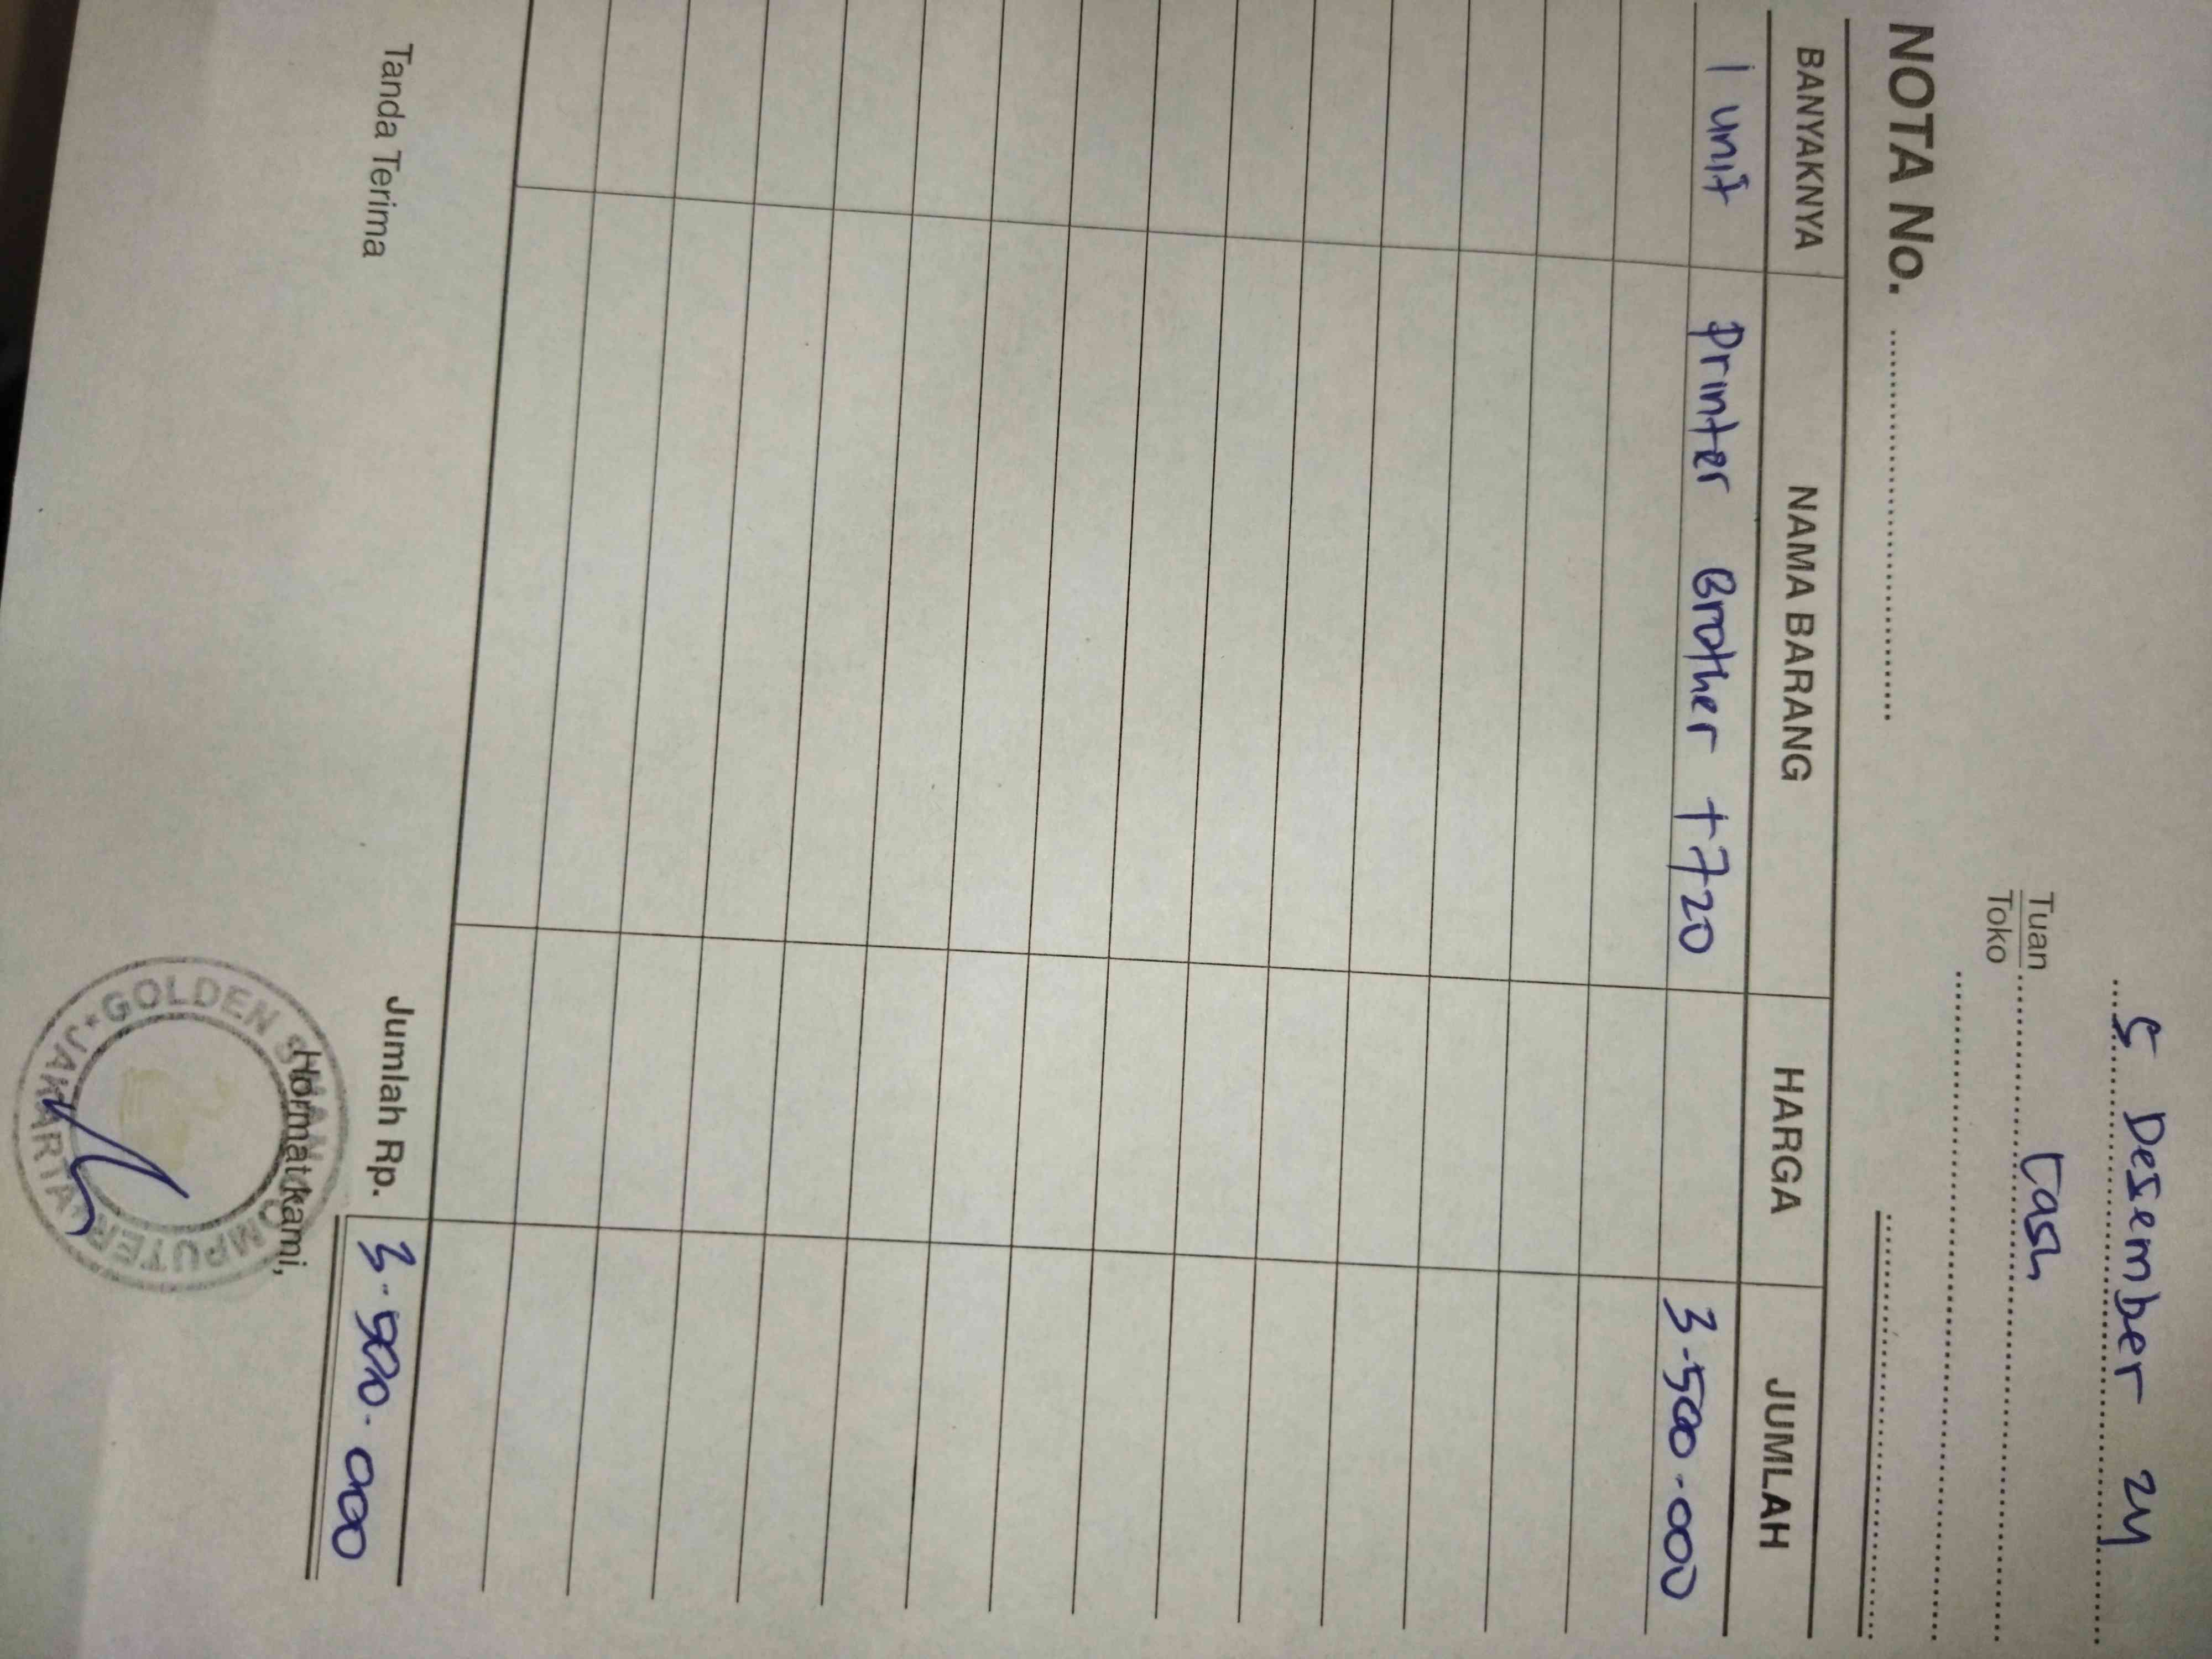 5 Desember 24
Tuan Cash
Toko
NOTA No.
BANYAKNYA NAMA BARANG HARGA JUMLAH
1 unit Printer Brother T720 3.500.000
Jumlah Rp. 3.500.000
Tanda Terima Hormat kami,
GOLDEN COMPUTER
JAKARTA